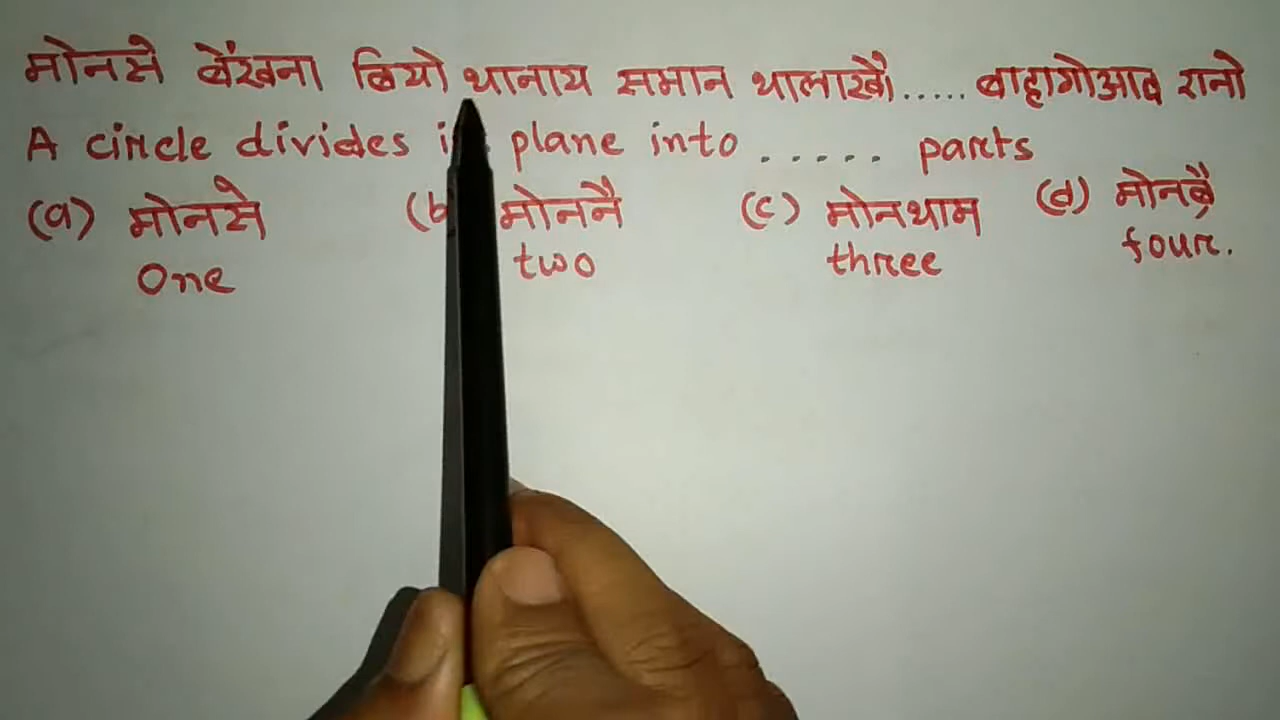 मोनसे बेंखना बियो थानाय समान थालाखौ ..... बाहागोआव रानो
A circle divides plane into ..... parts
(a) मोनसे (b मोननै (c) मोनथाम (d) मोनब्रै
One two three four.